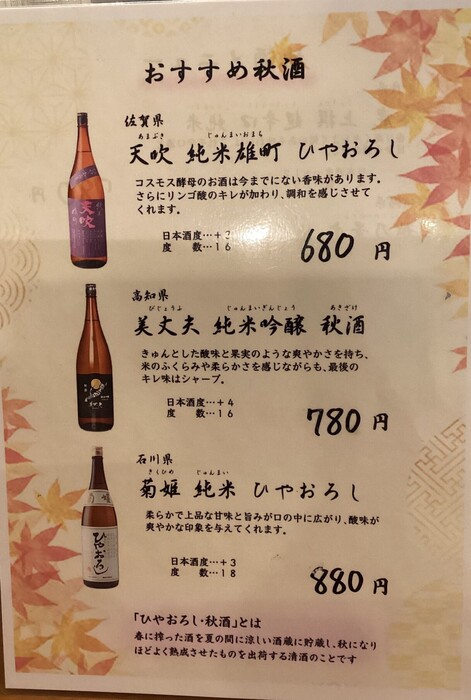 おすすめ秋酒
佐賀県
あまぶき じゅんまいおまち
天吹 純米雄町 ひやおろし
コスモス酵母のお酒は今までにない香味があります。
さらにリンゴ酸のキレが加わり、調和を感じさせて
くれます。
日本酒度…+3
度 数…16
680円
高知県
びじょうふ じゅんまいぎんじょう あきざけ
美丈夫 純米吟醸 秋酒
きゅんとした酸味と果実のような爽やかさを持ち、
米のふくらみや柔らかさを感じながらも、最後の
キレ味はシャープ。
日本酒度…+4
度 数…16
780円
石川県
きくひめ じゅんまい
菊姫 純米 ひやおろし
柔らかで上品な甘味と旨みが口の中に広がり、酸味が
爽やかな印象を与えてくれます。
日本酒度…+3
度 数…18
880円
「ひやおろし・秋酒」とは
春に搾った酒を夏の間に涼しい酒蔵に貯蔵し、秋になり
ほどよく熟成させたものを出荷する清酒のことです
天吹
ひやおろし